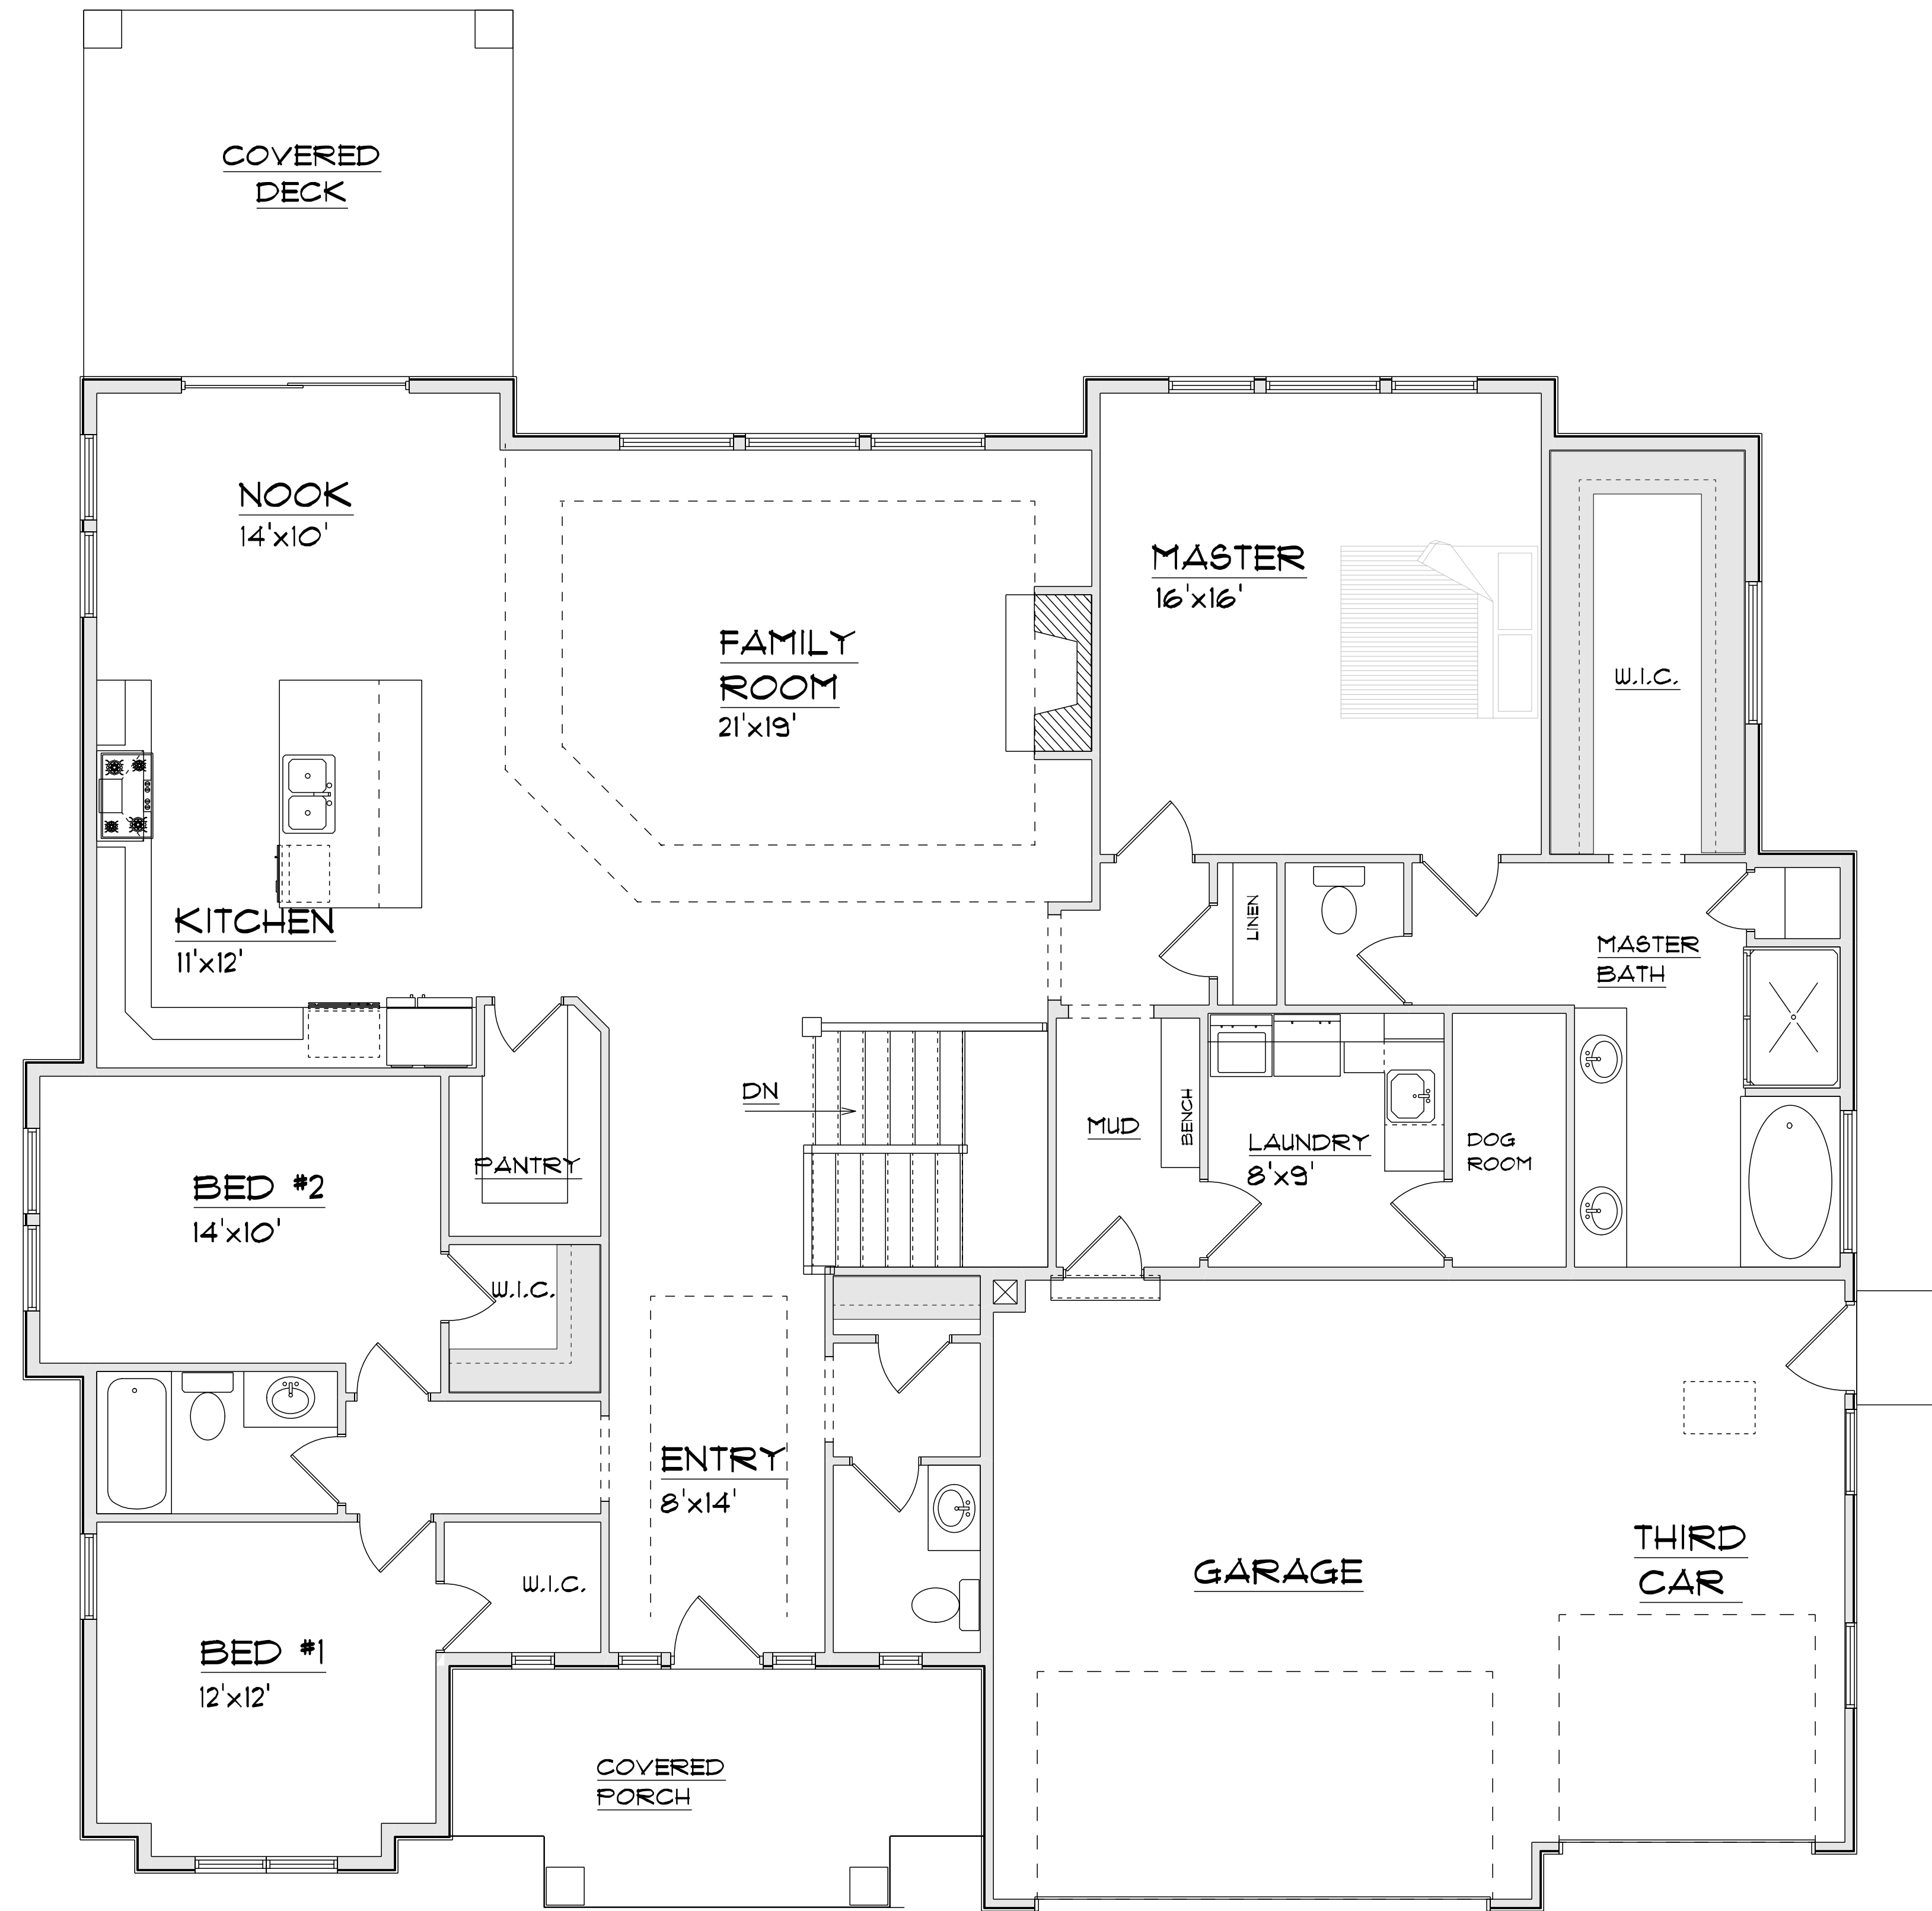 COVERED
DECK
NOOK
14'x10'
MASTER
16'x16'
FAMILY
ROOM
21'x19'
W.I.C.
KITCHEN
11'x12'
LINEN
MASTER
BATH
DN
MUD
BENCH
LAUNDRY
8'x9'
DOG
ROOM
PANTRY
BED #2
14'x10'
W.I.C.
ENTRY
8'x14'
GARAGE
THIRD
CAR
W.I.C.
BED #1
12'x12'
COVERED
PORCH